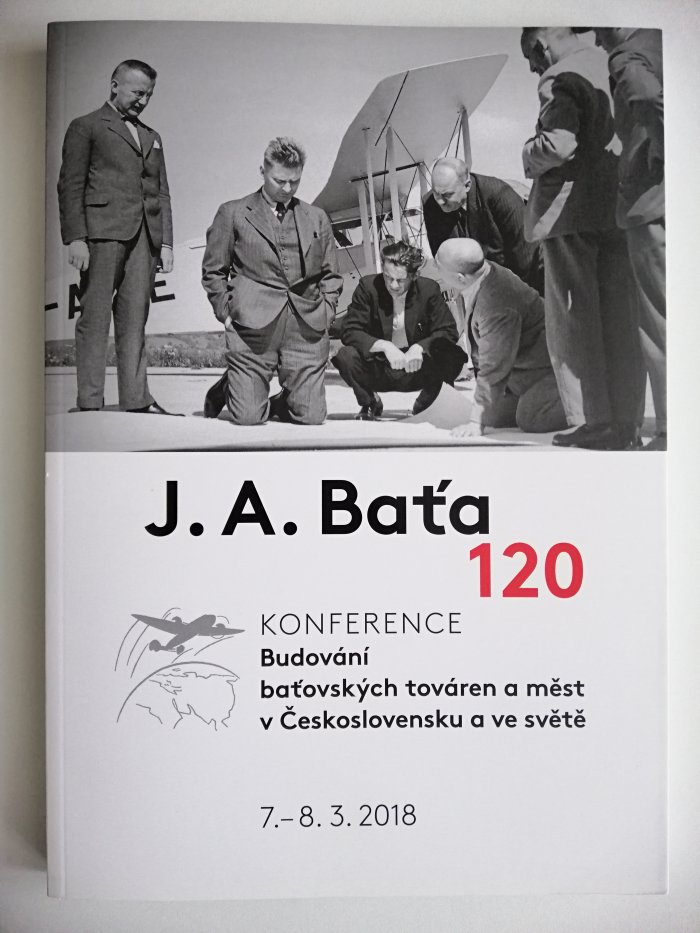 J. A. Baťa
120
KONFERENCE
Budování
baťovských továren a měst
v Československu a ve světě
7.– 8. 3. 2018